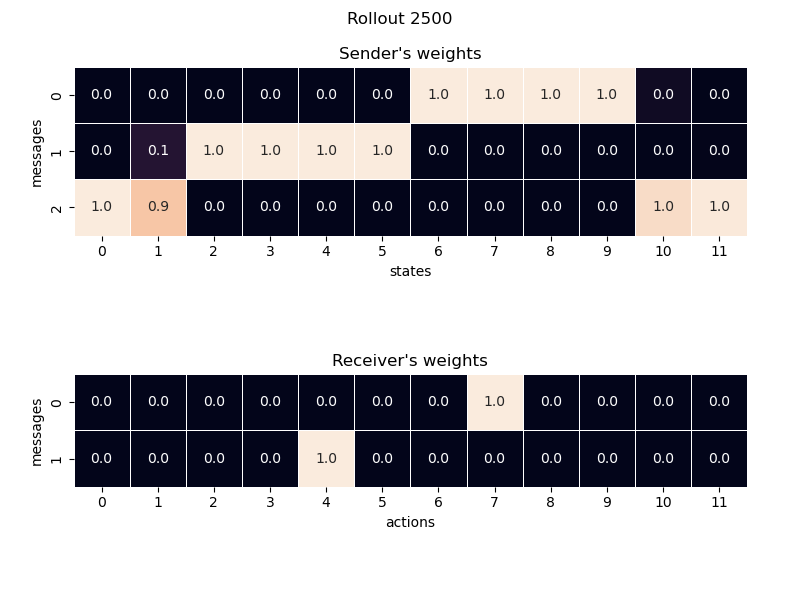 Rollout 2500
Sender's weights
0 0.0 0.0 0.0 0.0 0.0 0.0 1.0 1.0 1.0 1.0 0.0 0.0
1 0.0 0.1 1.0 1.0 1.0 1.0 0.0 0.0 0.0 0.0 0.0 0.0
2 1.0 0.9 0.0 0.0 0.0 0.0 0.0 0.0 0.0 0.0 1.0 1.0
messages
0 1 2 3 4 5 6 7 8 9 10 11
states
Receiver's weights
0 0.0 0.0 0.0 0.0 0.0 0.0 0.0 1.0 0.0 0.0 0.0 0.0
1 0.0 0.0 0.0 0.0 1.0 0.0 0.0 0.0 0.0 0.0 0.0 0.0
messages
0 1 2 3 4 5 6 7 8 9 10 11
actions